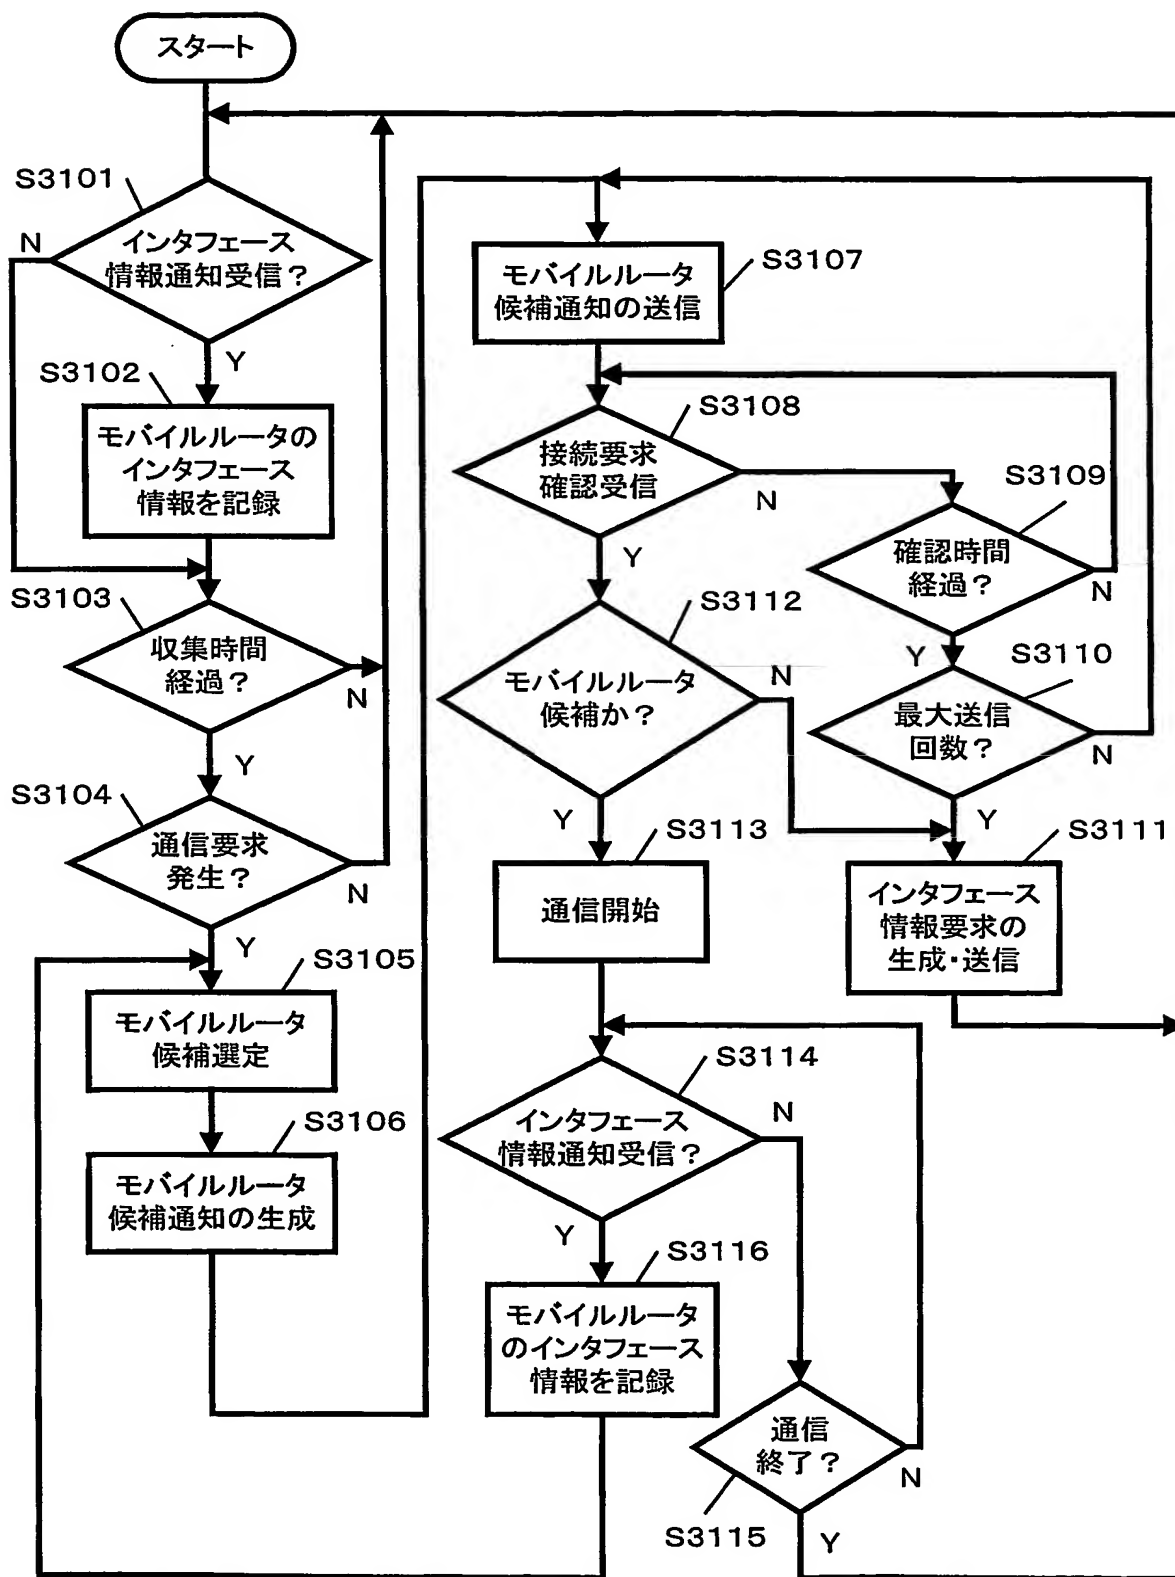 スタート
S3101
N
インタフェース
情報通知受信?
Y
S3102
モバイルルータの
インタフェース
情報を記録
S3103
収集時間
経過?
N
Y
S3104
通信要求
発生?
N
Y
S3105
モバイルルータ
候補選定
S3106
モバイルルータ
候補通知の生成
S3107
モバイルルータ
候補通知の送信
S3108
接続要求
確認受信
N
Y
S3109
確認時間
経過?
N
Y
S3110
最大送信
回数?
N
Y
S3111
インタフェース
情報要求の
生成・送信
S3112
モバイルルータ
候補か?
N
Y
S3113
通信開始
S3114
インタフェース
情報通知受信?
N
Y
S3116
モバイルルータ
のインタフェース
情報を記録
通信
終了?
N
S3115
Y